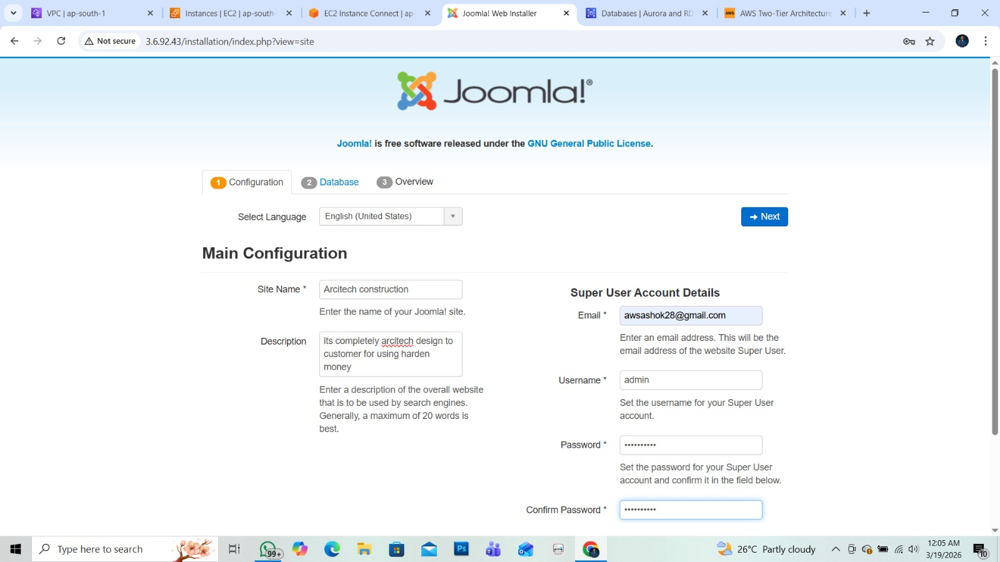 VPC | ap-south-1
Instances | EC2 | ap-south-
EC2 Instance Connect | ap-
Joomla! Web Installer
Databases | Aurora and RD
aws
AWS Two-Tier Architecture
Not secure
3.6.92.43/installation/index.php?view=site
Joomla!®
Joomla! is free software released under the GNU General Public License.
1 Configuration
2 Database
3 Overview
Select Language
English (United States)
Next
Main Configuration
Site Name *
Arcitech construction
Enter the name of your Joomla! site.
Description
its completely arcitech design to
customer for using harden
money
Enter a description of the overall website
that is to be used by search engines.
Generally, a maximum of 20 words is
best.
Super User Account Details
Email *
awsashok28@gmail.com
Enter an email address. This will be the
email address of the website Super User.
Username *
admin
Set the username for your Super User
account.
Password *
••••••••••
Set the password for your Super User
account and confirm it in the field below.
Confirm Password *
••••••••••
Type here to search
99+
Ps
26°C Partly cloudy
12:05 AM
3/19/2026
10